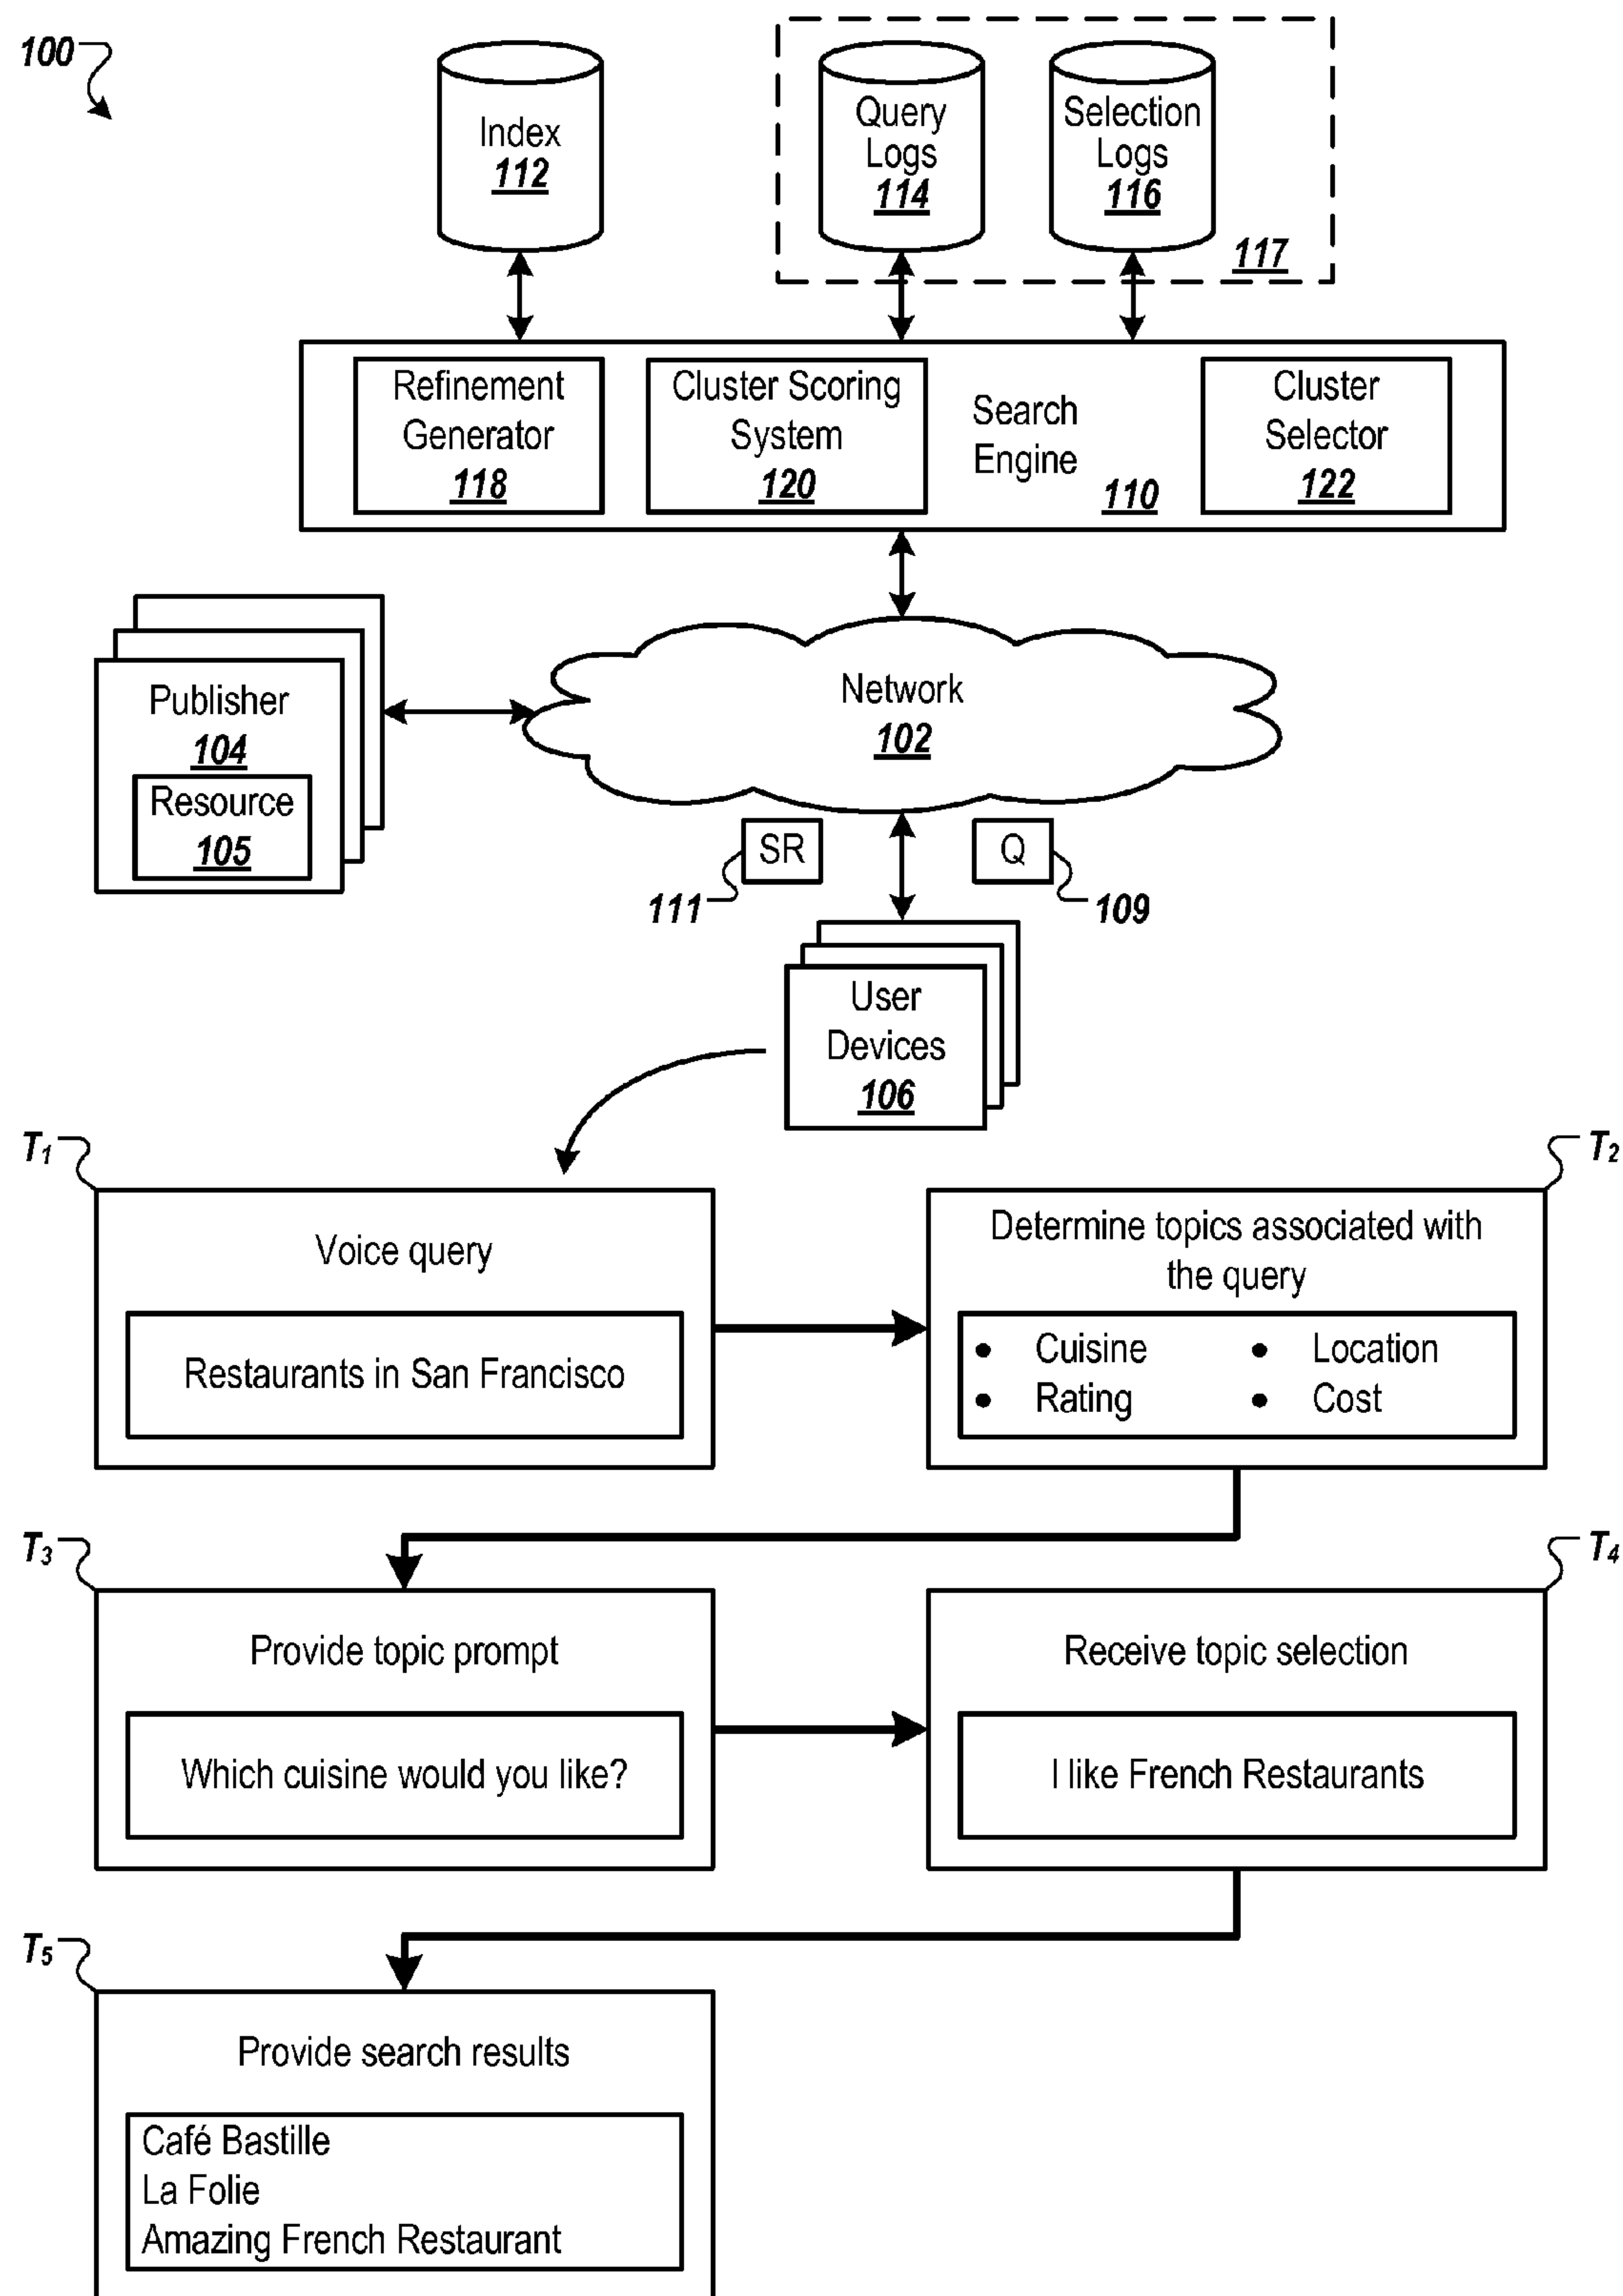 100
Index
112
Query
Logs
114
Selection
Logs
116
117
Refinement
Generator
118
Cluster Scoring
System
120
Search
Engine
110
Cluster
Selector
122
Publisher
104
Resource
105
Network
102
SR
111
Q
109
User
Devices
106
T1
Voice query
Restaurants in San Francisco
T2
Determine topics associated with
the query
• Cuisine • Location
• Rating • Cost
T3
Provide topic prompt
Which cuisine would you like?
T4
Receive topic selection
I like French Restaurants
T5
Provide search results
Café Bastille
La Folie
Amazing French Restaurant